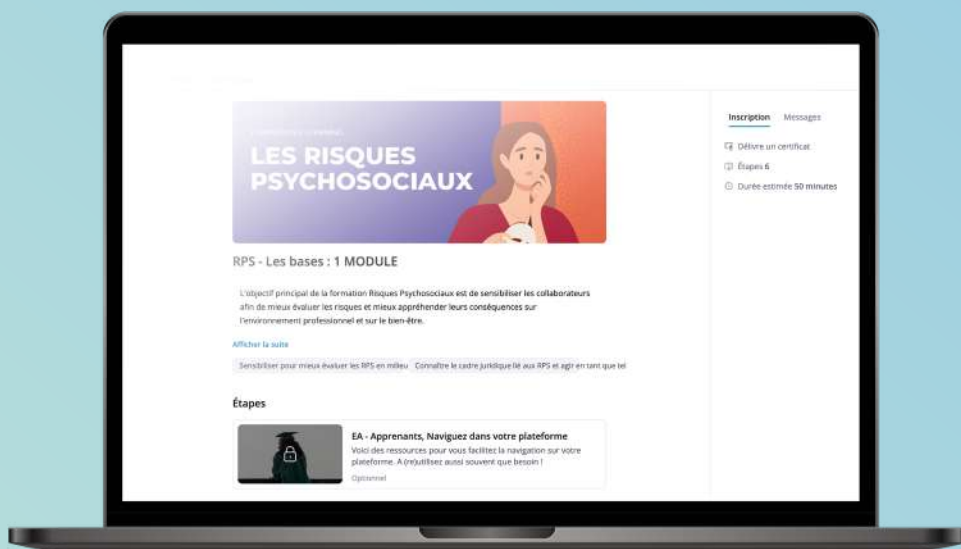 LES RISQUES
PSYCHOSOCIAUX
RPS - Les bases : 1 MODULE
L'objectif principal de la formation Risques Psychosociaux est de sensibiliser les collaborateurs
afin de mieux évaluer les risques et mieux appréhender leurs conséquences sur
l'environnement professionnel et sur le bien-être.
Afficher la suite
Sensibiliser pour mieux évaluer les RPS en milieu Connaître le cadre juridique lié aux RPS et agir en tant que tel
Étapes
EA - Apprenants, Naviguez dans votre plateforme
Voici des ressources pour vous facilitez la navigation sur votre
plateforme. A (re)utilisez aussi souvent que besoin !
Optionnel
Inscription Messages
Délivre un certificat
Étapes 6
Durée estimée 50 minutes